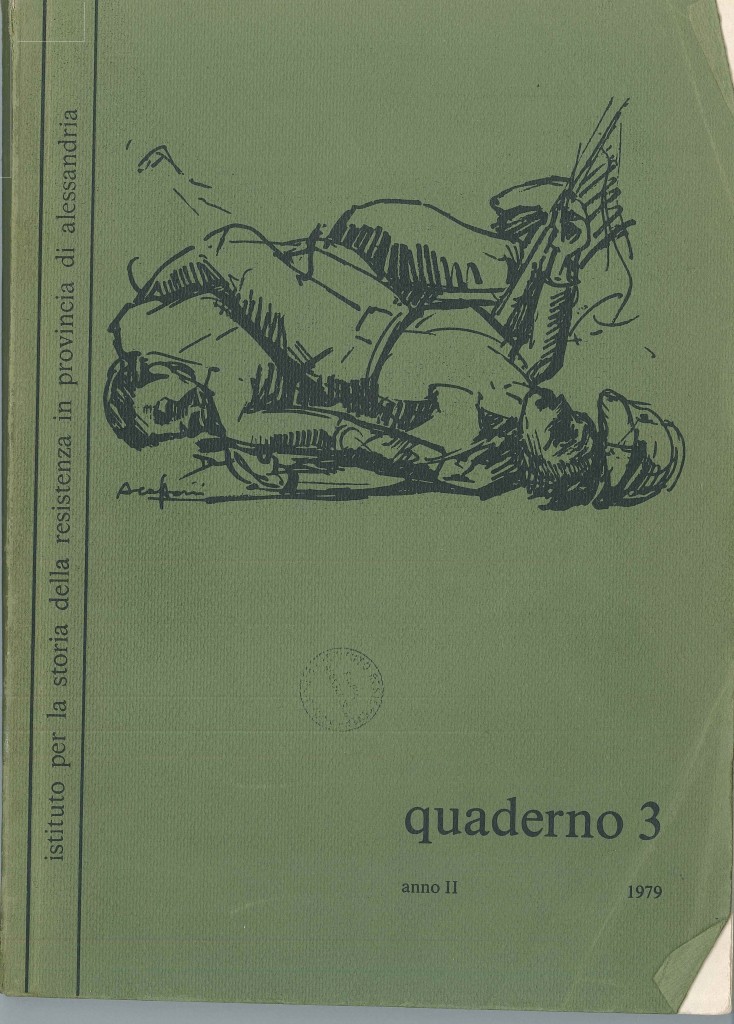 istituto per la storia della resistenza in provincia di alessandria
quaderno 3
anno II
1979